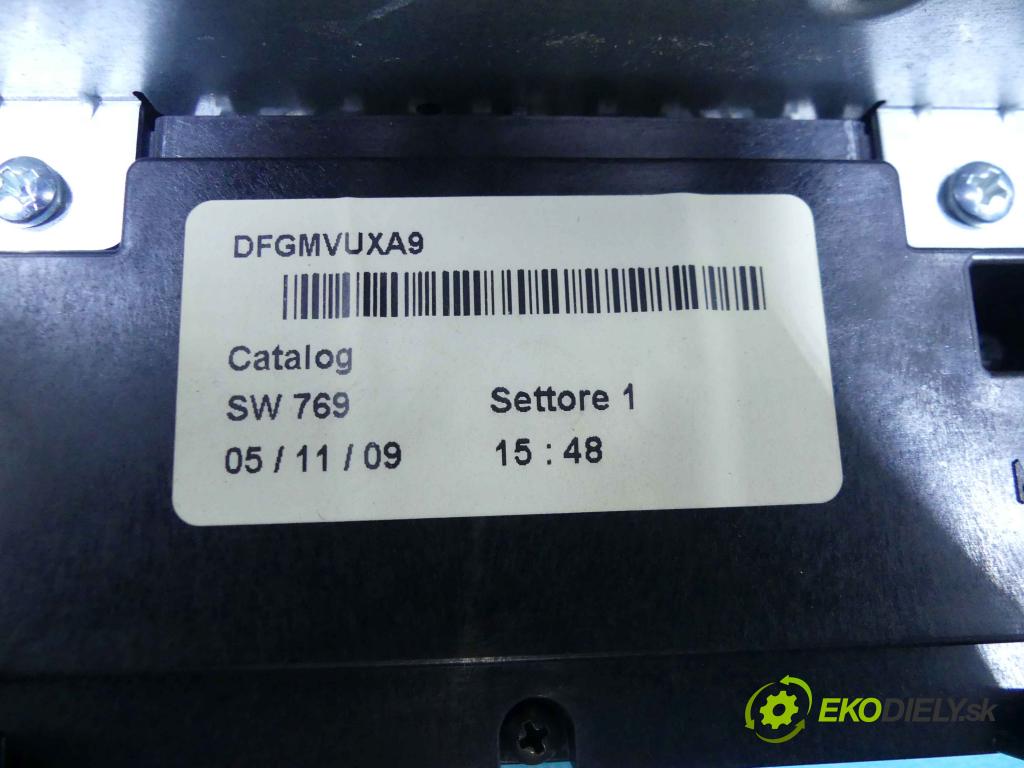 DFGMVUXA9
Catalog
SW 769 Settore 1
05 / 11 / 09 15 : 48
EKODIELY.sk